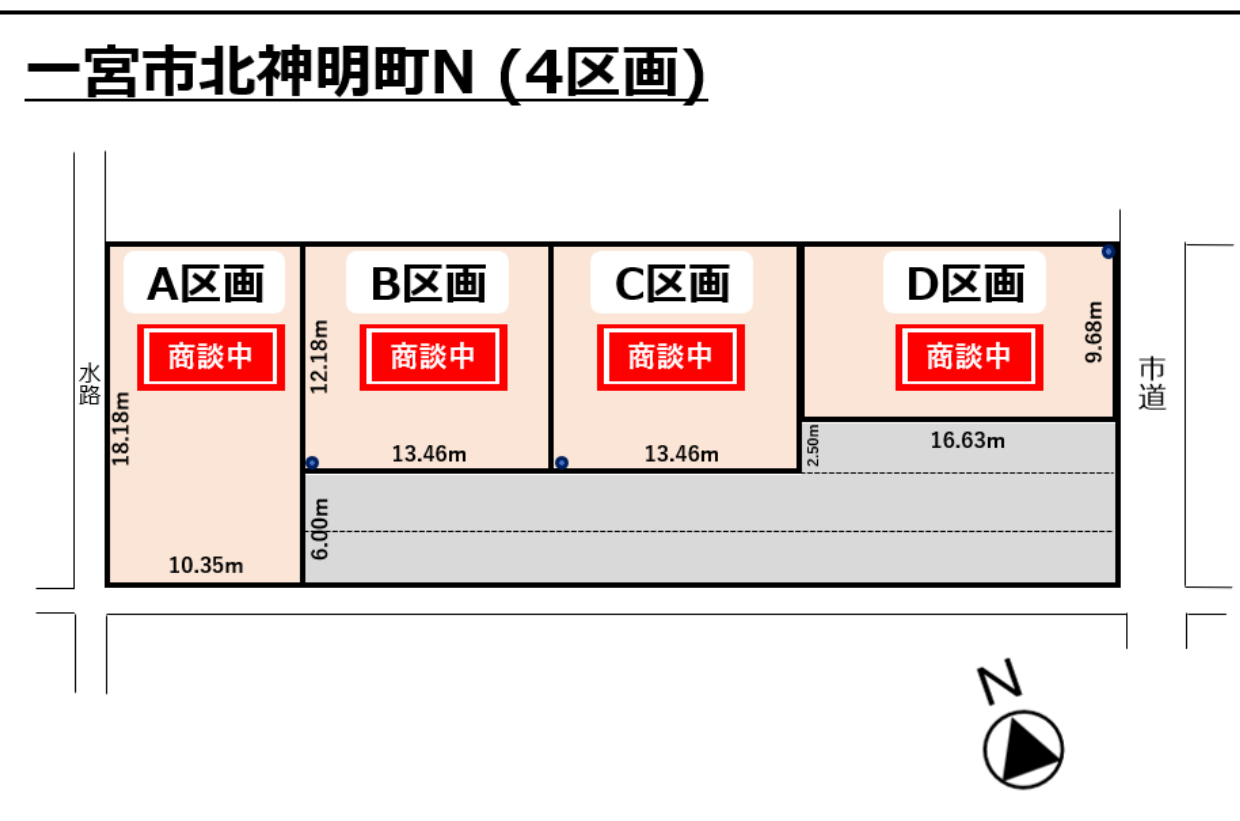 一宮市北神明町N (4区画)
A区画
B区画
C区画
D区画
商談中
商談中
商談中
商談中
水路
18.18m
12.18m
9.68m
市道
13.46m
13.46m
2.50m
16.63m
6.00m
10.35m
N